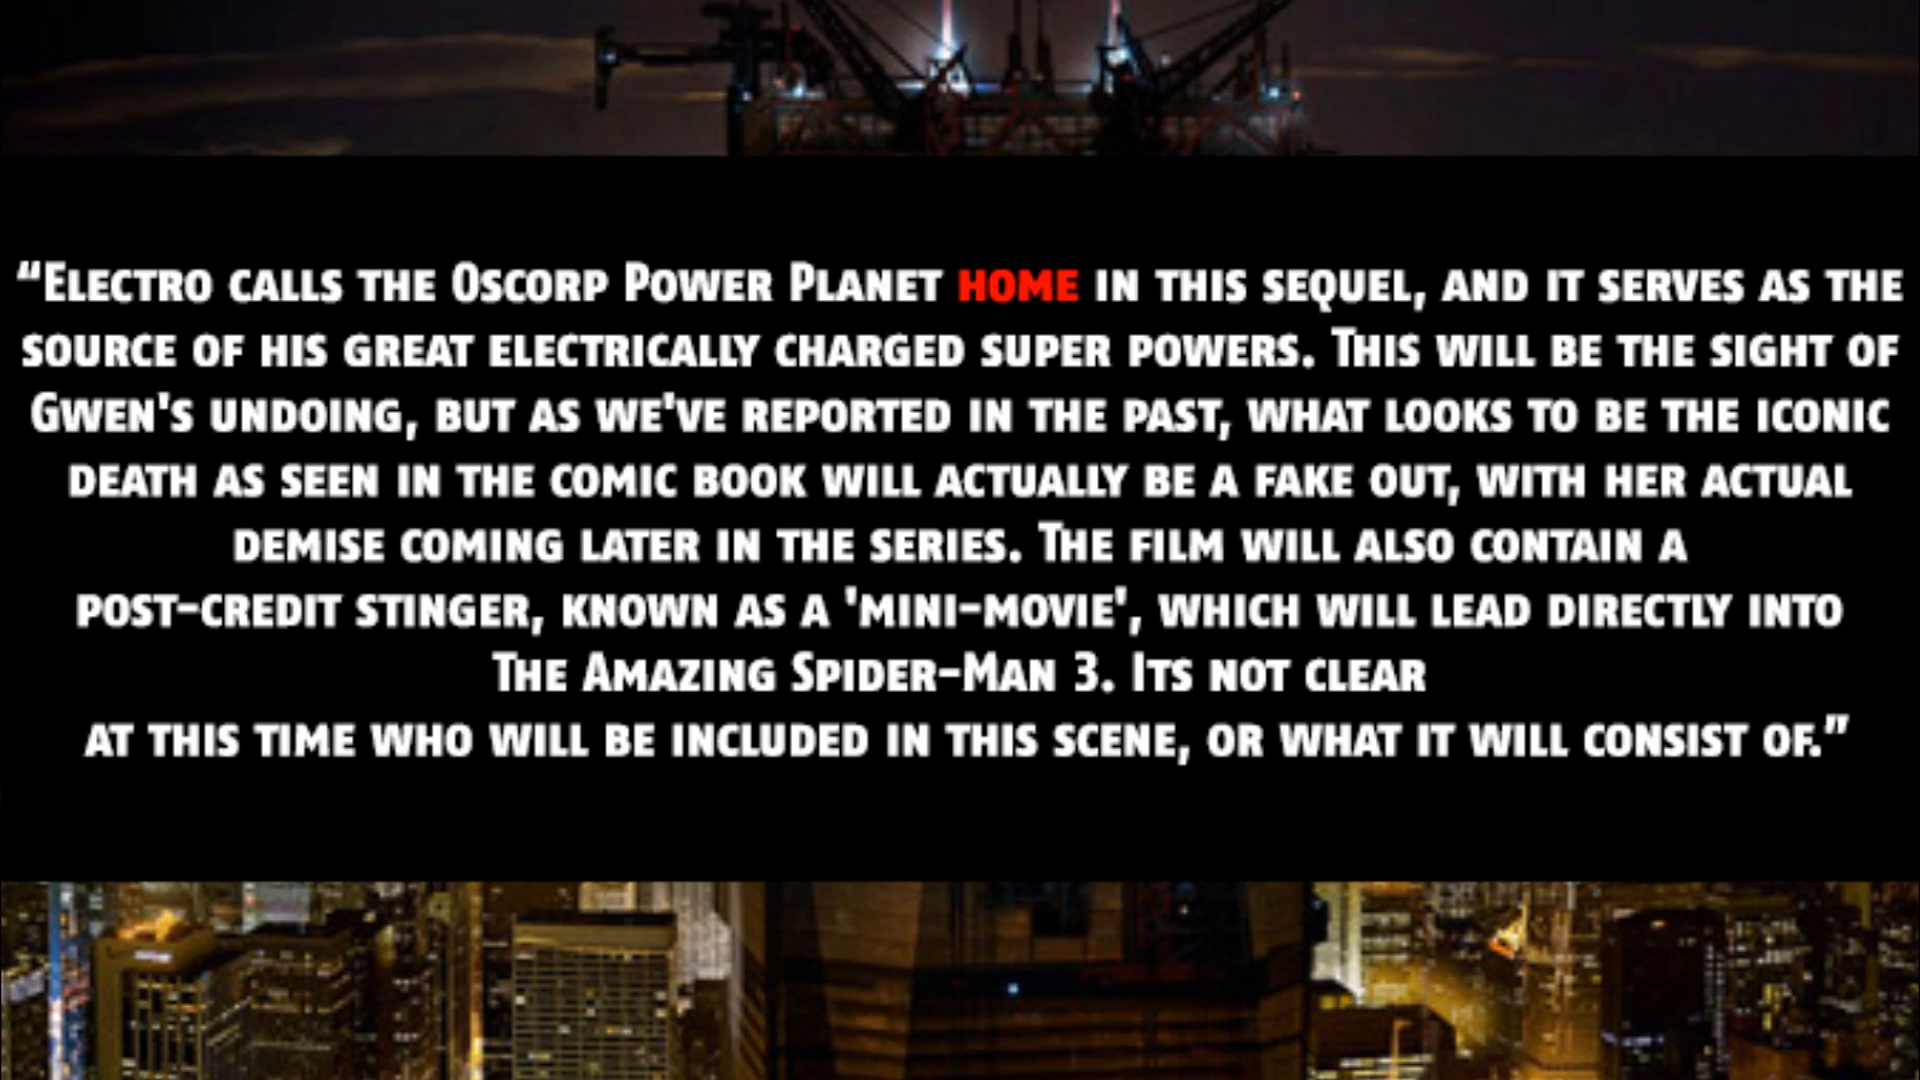 “Electro calls the Oscorp Power Planet home in this sequel, and it serves as the
source of his great electrically charged super powers. This will be the sight of
Gwen's undoing, but as we've reported in the past, what looks to be the iconic
death as seen in the comic book will actually be a fake out, with her actual
demise coming later in the series. The film will also contain a
post-credit stinger, known as a 'mini-movie', which will lead directly into
The Amazing Spider-Man 3. Its not clear
at this time who will be included in this scene, or what it will consist of.”